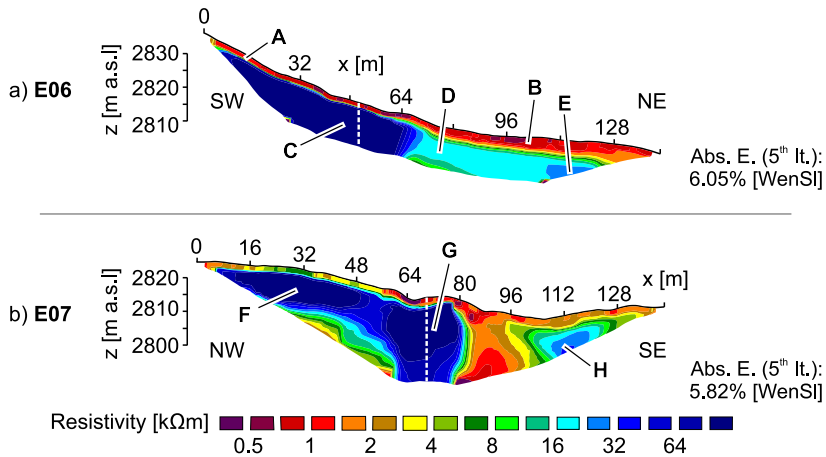 0
A
2830
32
x [m]
a) E06
z [m a.s.l]
2820
SW
64
D
B
E
NE
2810
96
128
C
Abs. E. (5th It.):
6.05% [WenSl]
0
16
32
48
64
G
80
x [m]
2820
96
112
128
b) E07
z [m a.s.l]
2810
F
2800
NW
SE
H
Abs. E. (5th It.):
5.82% [WenSl]
Resistivity [kΩm]
0.5 1 2 4 8 16 32 64